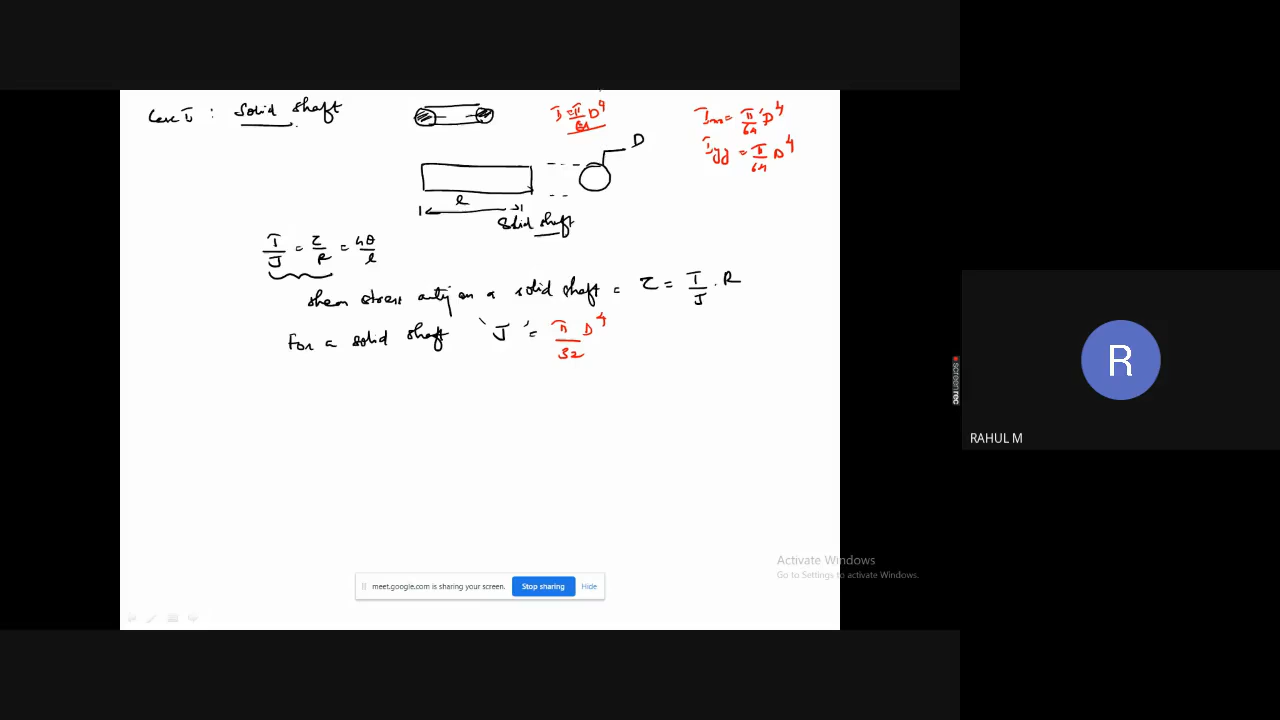 Case I : Solid shaft
I = π/64 D⁴
Ixx = π/64 D⁴
Iyy = π/64 D⁴
D
l
Solid shaft
T/J = τ/R = Gθ/l
Shear stress acting on a solid shaft = τ = T/J . R
For a solid shaft 'J' = π/32 D⁴
screenrec
R
RAHUL M
Activate Windows
Go to Settings to activate Windows.
meet.google.com is sharing your screen. Stop sharing Hide